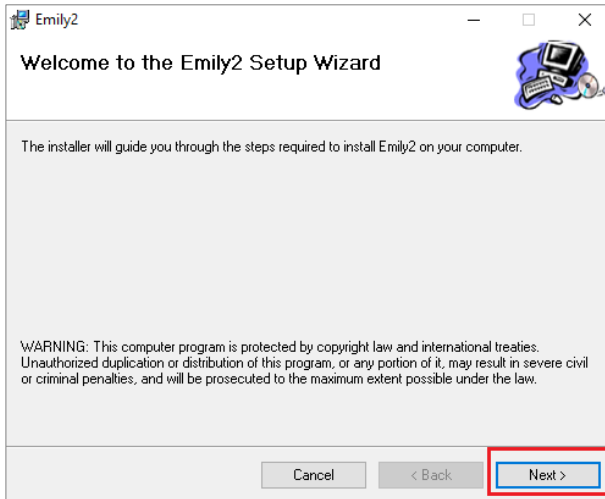 Emily2
Welcome to the Emily2 Setup Wizard
The installer will guide you through the steps required to install Emily2 on your computer.
WARNING: This computer program is protected by copyright law and international treaties.
Unauthorized duplication or distribution of this program, or any portion of it, may result in severe civil
or criminal penalties, and will be prosecuted to the maximum extent possible under the law.
Cancel
< Back
Next >